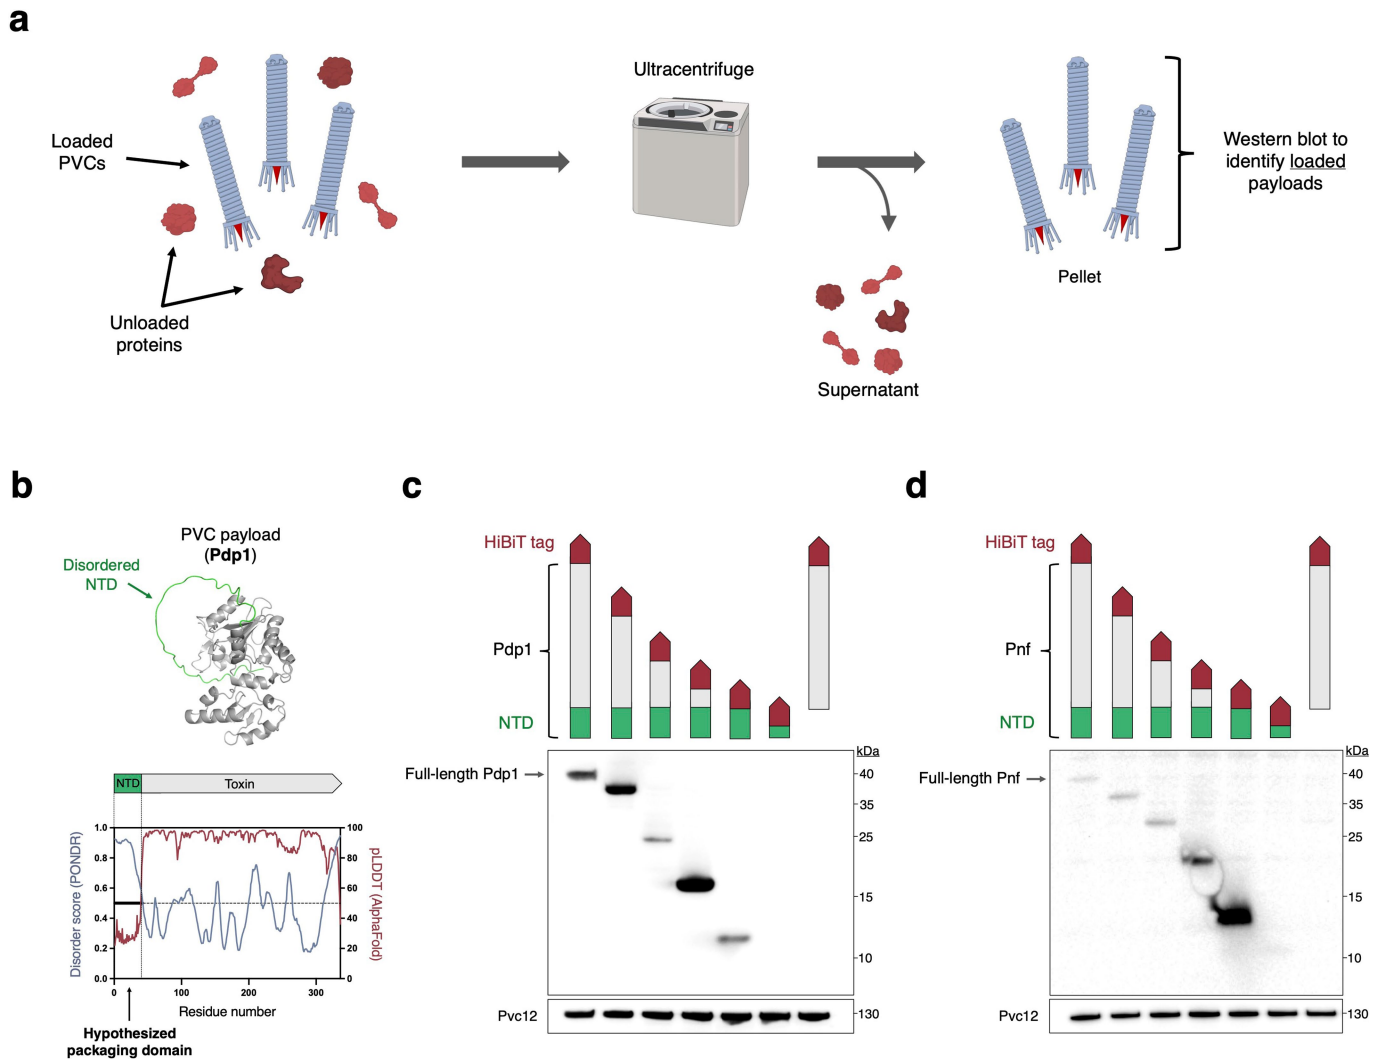 a
Loaded
PVCs
Unloaded
proteins
Ultracentrifuge
Supernatant
Pellet
Western blot to
identify loaded
payloads
b
PVC payload
(Pdp1)
Disordered
NTD
NTD
Toxin
Disorder score (PONDR)
1.0
0.8
0.6
0.4
0.2
0.0
100
80
60
40
20
0
pLDDT (AlphaFold)
0
100
200
300
Residue number
Hypothesized
packaging domain
c
HiBiT tag
Pdp1
NTD
kDa
Full-length Pdp1
40
35
25
15
10
Pvc12
130
d
HiBiT tag
Pnf
NTD
kDa
Full-length Pnf
40
35
25
15
10
Pvc12
130